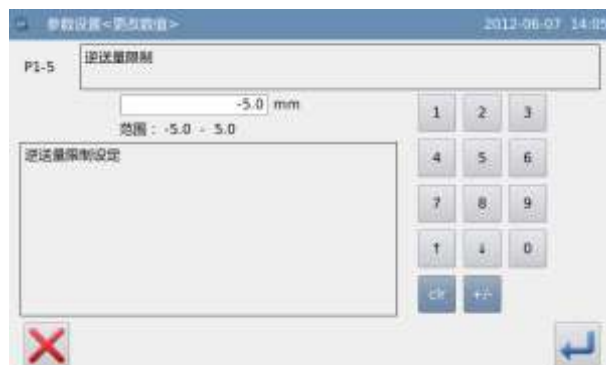 参数设置<更改数值>
2012-06-07 14:05
P1-5
逆送量限制
-5.0 mm
范围： -5.0 - 5.0
逆送量限制设定
1 2 3
4 5 6
7 8 9
↑ ↓ 0
clr +/-